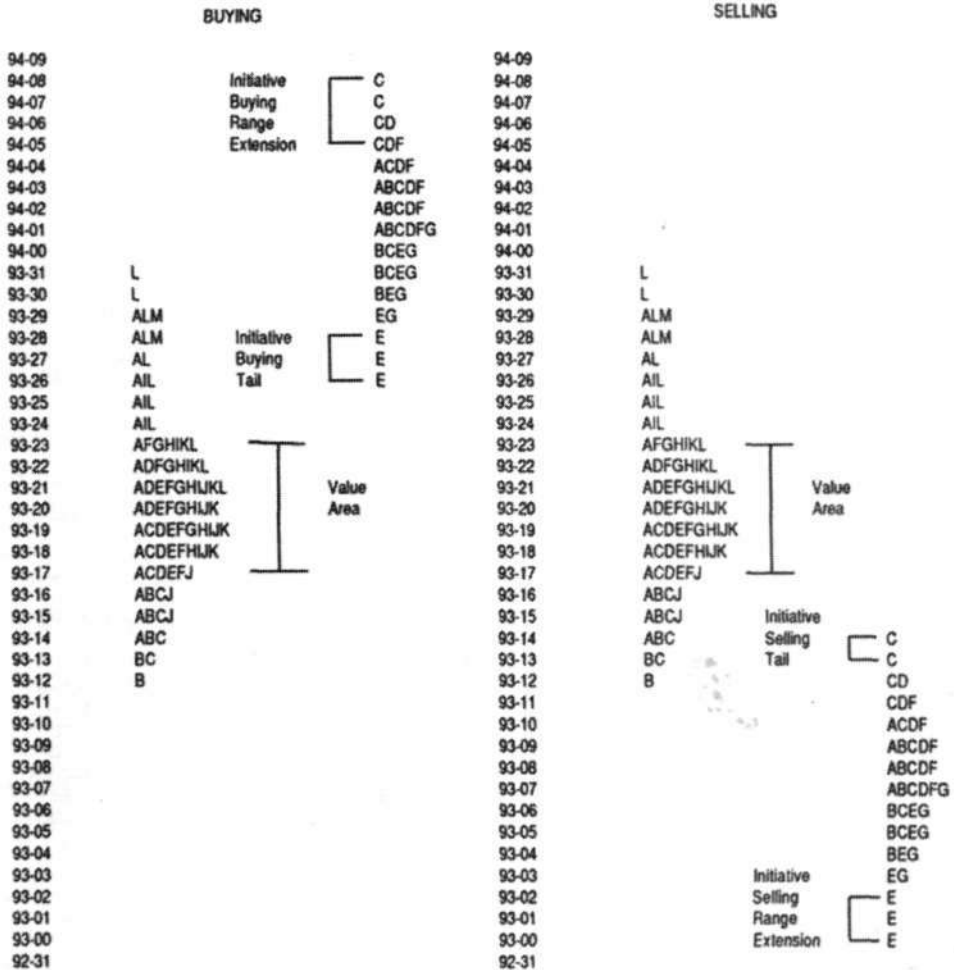 BUYING SELLING
94-09 94-09
94-08 Initiative C 94-08
94-07 Buying C 94-07
94-06 Range CD 94-06
94-05 Extension CDF 94-05
94-04 ACDF 94-04
94-03 ABCDF 94-03
94-02 ABCDF 94-02
94-01 ABCDFG 94-01
94-00 BCEG 94-00
93-31 L BCEG 93-31 L
93-30 L BEG 93-30 L
93-29 ALM EG 93-29 ALM
93-28 ALM Initiative E 93-28 ALM
93-27 AL Buying E 93-27 AL
93-26 AIL Tail E 93-26 AIL
93-25 AIL 93-25 AIL
93-24 AIL 93-24 AIL
93-23 AFGHIKL 93-23 AFGHIKL
93-22 ADFGHIKL 93-22 ADFGHIKL
93-21 ADEFGHIJKL Value 93-21 ADEFGHIJKL Value
93-20 ADEFGHIJK Area 93-20 ADEFGHIJK Area
93-19 ACDEFGHIJK 93-19 ACDEFGHIJK
93-18 ACDEFHIJK 93-18 ACDEFHIJK
93-17 ACDEFJ 93-17 ACDEFJ
93-16 ABCJ 93-16 ABCJ
93-15 ABCJ 93-15 ABCJ Initiative
93-14 ABC 93-14 ABC Selling C
93-13 BC 93-13 BC Tail C
93-12 B 93-12 B CD
93-11 93-11 CDF
93-10 93-10 ACDF
93-09 93-09 ABCDF
93-08 93-08 ABCDF
93-07 93-07 ABCDFG
93-06 93-06 BCEG
93-05 93-05 BCEG
93-04 93-04 BEG
93-03 93-03 Initiative EG
93-02 93-02 Selling E
93-01 93-01 Range E
93-00 93-00 Extension E
92-31 92-31